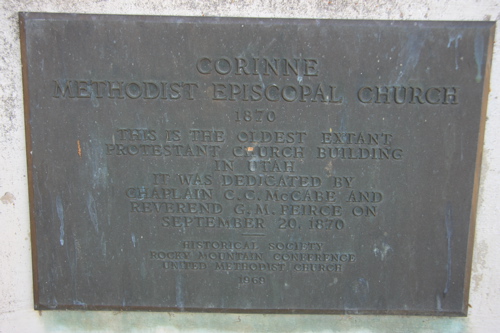 CORINNE
METHODIST EPISCOPAL CHURCH
1870
THIS IS THE OLDEST EXTANT
PROTESTANT CHURCH BUILDING
IN UTAH
IT WAS DEDICATED BY
CHAPLAIN C. C. McCABE AND
REVEREND G. M. PEIRCE ON
SEPTEMBER 20, 1870
HISTORICAL SOCIETY
ROCKY MOUNTAIN CONFERENCE
UNITED METHODIST CHURCH
1968